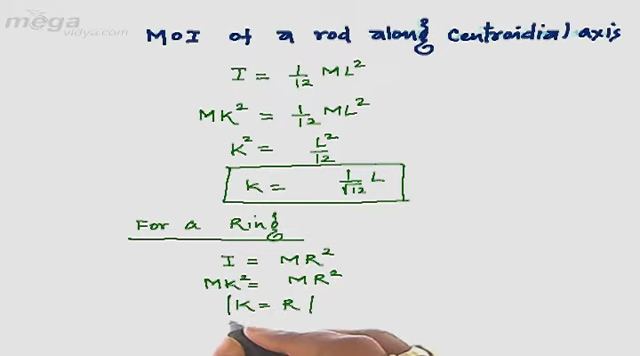 mega
vidya.com
MOI of a rod along centroidial axis
I = 1/12 ML²
MK² = 1/12 ML²
K² = L²/12
K = 1/√12 L
For a Ring
I = MR²
MK² = MR²
K = R